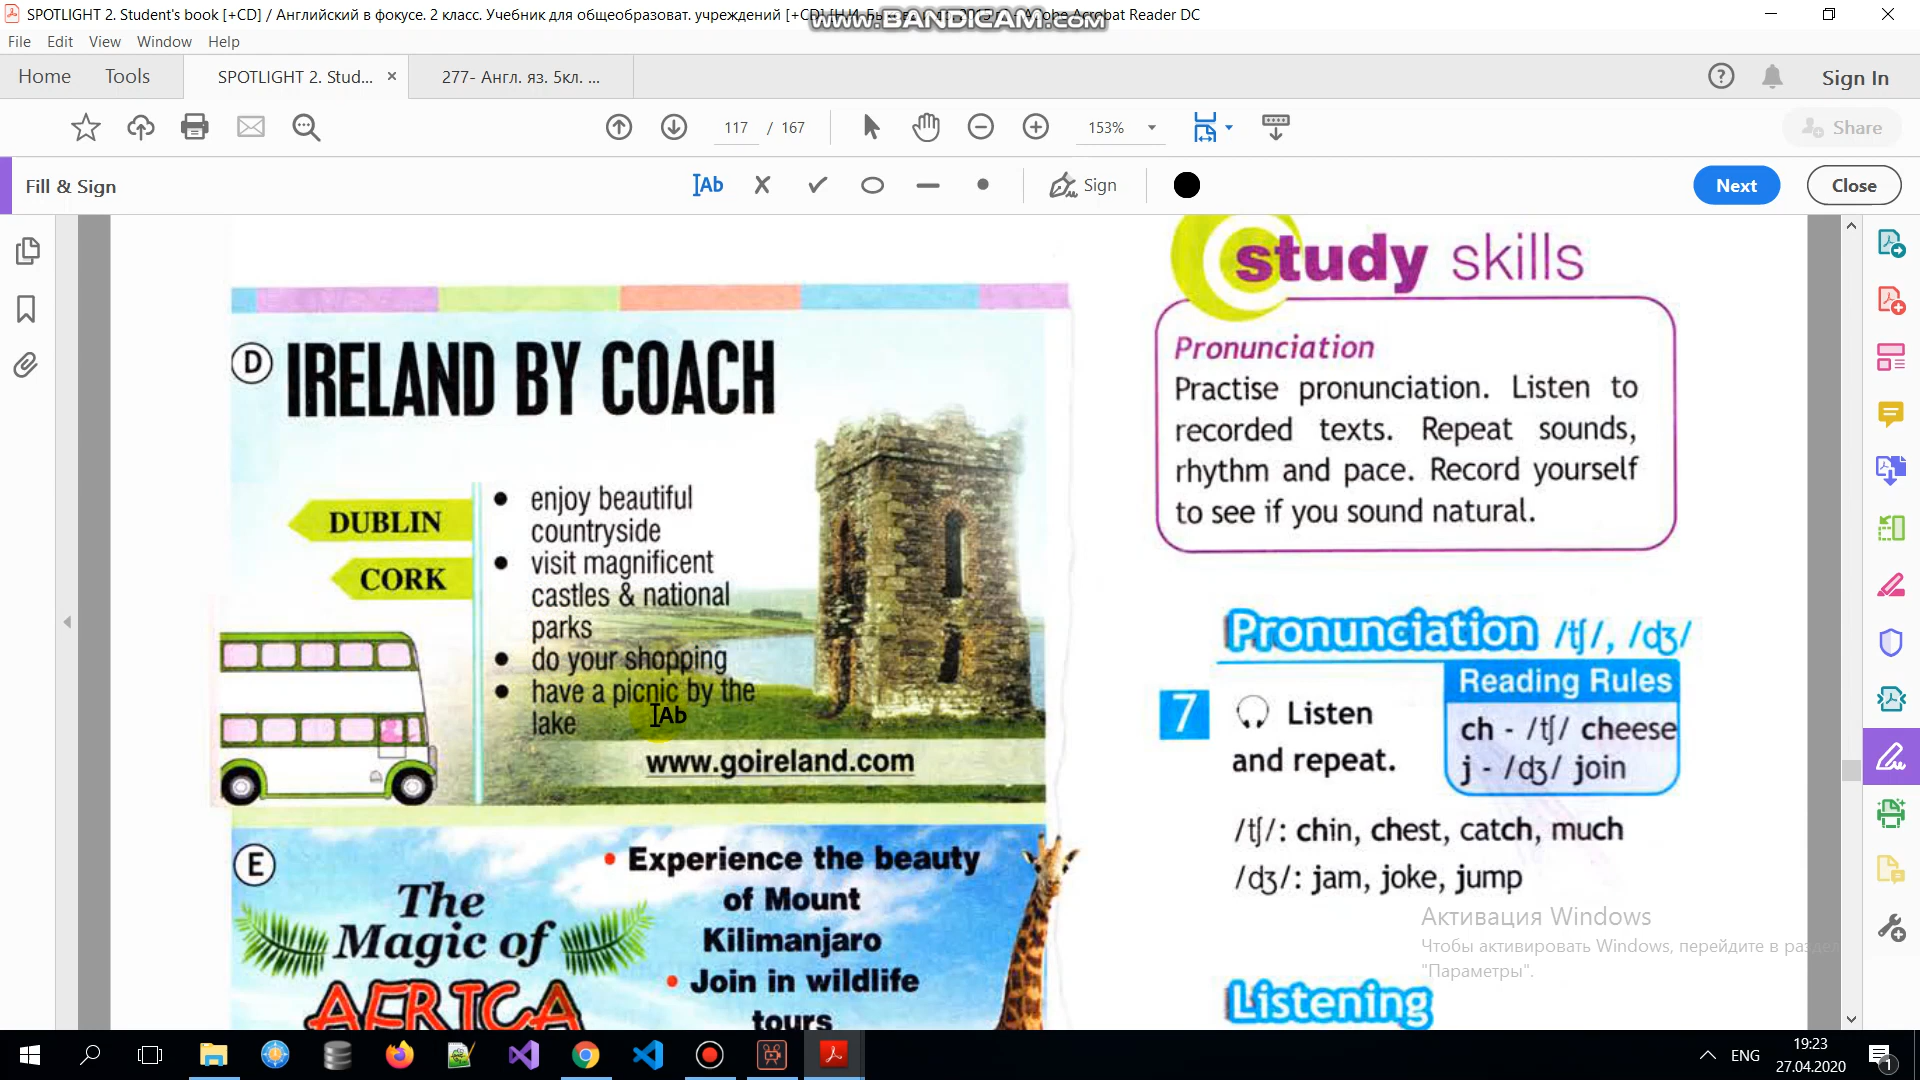 SPOTLIGHT 2. Student's book [+CD] / Английский в фокусе. 2 класс. Учебник для общеобразоват. учреждений [+CD]
Adobe Acrobat Reader DC
www.BANDICAM.com
File Edit View Window Help
Home Tools SPOTLIGHT 2. Stud... × 277- Англ. яз. 5кл. ... Sign In
117 / 167 153% Share
Fill & Sign Ab Sign Next Close
D IRELAND BY COACH
DUBLIN
CORK
• enjoy beautiful
countryside
• visit magnificent
castles & national
parks
• do your shopping
• have a picnic by the
lake
Ab
www.goireland.com
E
The
Magic of
AFRICA
• Experience the beauty
of Mount
Kilimanjaro
• Join in wildlife
tours
study skills
Pronunciation
Practise pronunciation. Listen to
recorded texts. Repeat sounds,
rhythm and pace. Record yourself
to see if you sound natural.
Pronunciation /tʃ/, /dʒ/
7 Listen
and repeat.
Reading Rules
ch - /tʃ/ cheese
j - /dʒ/ join
/tʃ/: chin, chest, catch, much
/dʒ/: jam, joke, jump
Listening
Активация Windows
Чтобы активировать Windows, перейдите в раздел
"Параметры".
ENG
19:23
27.04.2020
1